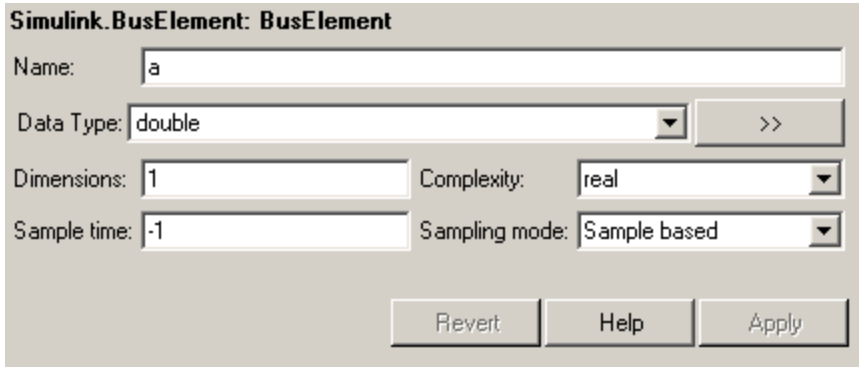 Simulink.BusElement: BusElement
Name: a
Data Type: double >>
Dimensions: 1 Complexity: real
Sample time: -1 Sampling mode: Sample based
Revert Help Apply